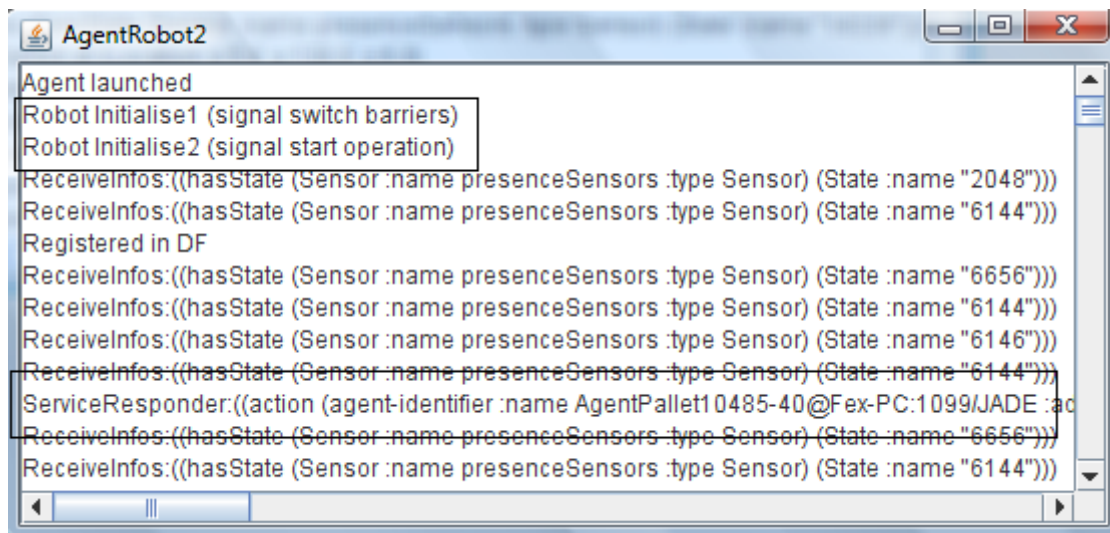 AgentRobot2
Agent launched
Robot Initialise1 (signal switch barriers)
Robot Initialise2 (signal start operation)
ReceiveInfos:((hasState (Sensor :name presenceSensors :type Sensor) (State :name "2048")))
ReceiveInfos:((hasState (Sensor :name presenceSensors :type Sensor) (State :name "6144")))
Registered in DF
ReceiveInfos:((hasState (Sensor :name presenceSensors :type Sensor) (State :name "6656")))
ReceiveInfos:((hasState (Sensor :name presenceSensors :type Sensor) (State :name "6144")))
ReceiveInfos:((hasState (Sensor :name presenceSensors :type Sensor) (State :name "6146")))
ReceiveInfos:((hasState (Sensor :name presenceSensors :type Sensor) (State :name "6144")))
ServiceResponder:((action (agent-identifier :name AgentPallet10485-40@Fex-PC:1099/JADE :ad
ReceiveInfos:((hasState (Sensor :name presenceSensors :type Sensor) (State :name "6656")))
ReceiveInfos:((hasState (Sensor :name presenceSensors :type Sensor) (State :name "6144")))